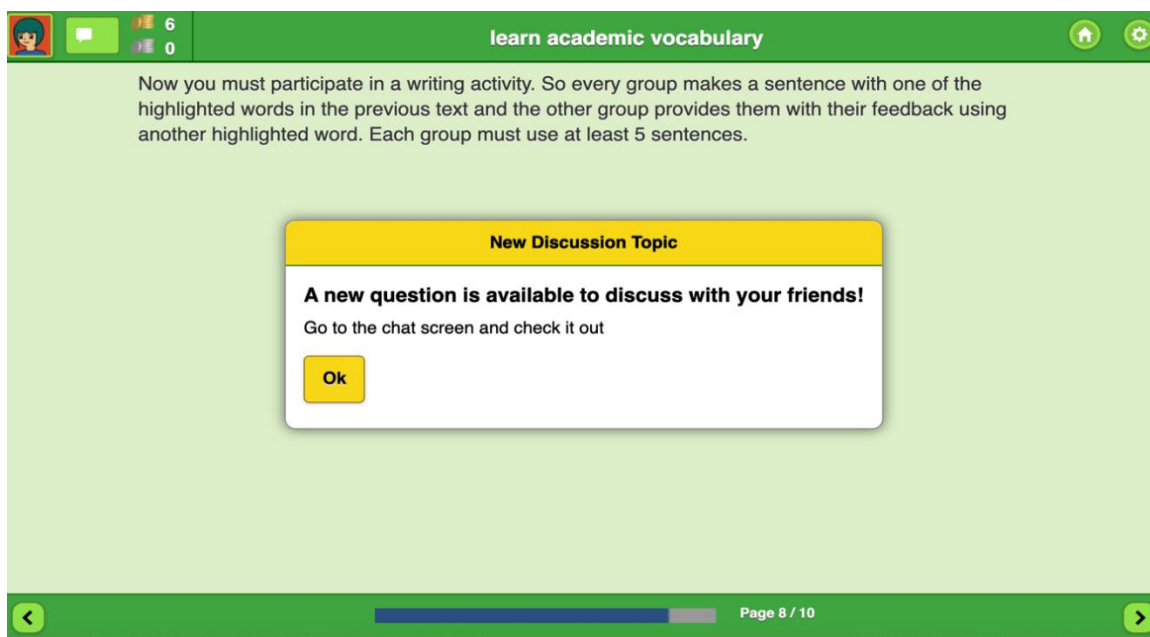 6
0
learn academic vocabulary
Now you must participate in a writing activity. So every group makes a sentence with one of the
highlighted words in the previous text and the other group provides them with their feedback using
another highlighted word. Each group must use at least 5 sentences.
New Discussion Topic
A new question is available to discuss with your friends!
Go to the chat screen and check it out
Ok
Page 8 / 10